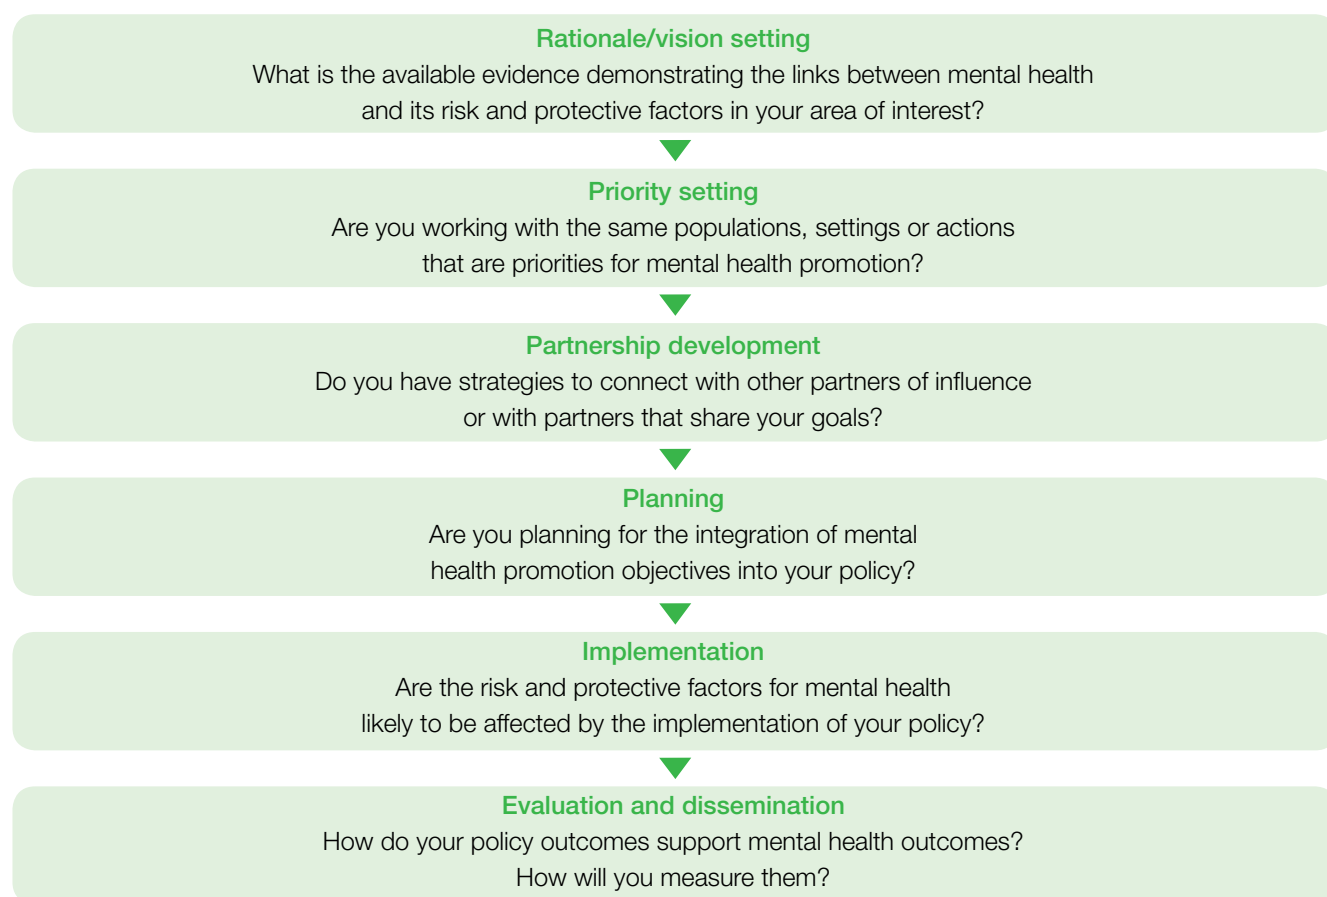 Rationale/vision setting
What is the available evidence demonstrating the links between mental health
and its risk and protective factors in your area of interest?
Priority setting
Are you working with the same populations, settings or actions
that are priorities for mental health promotion?
Partnership development
Do you have strategies to connect with other partners of influence
or with partners that share your goals?
Planning
Are you planning for the integration of mental
health promotion objectives into your policy?
Implementation
Are the risk and protective factors for mental health
likely to be affected by the implementation of your policy?
Evaluation and dissemination
How do your policy outcomes support mental health outcomes?
How will you measure them?